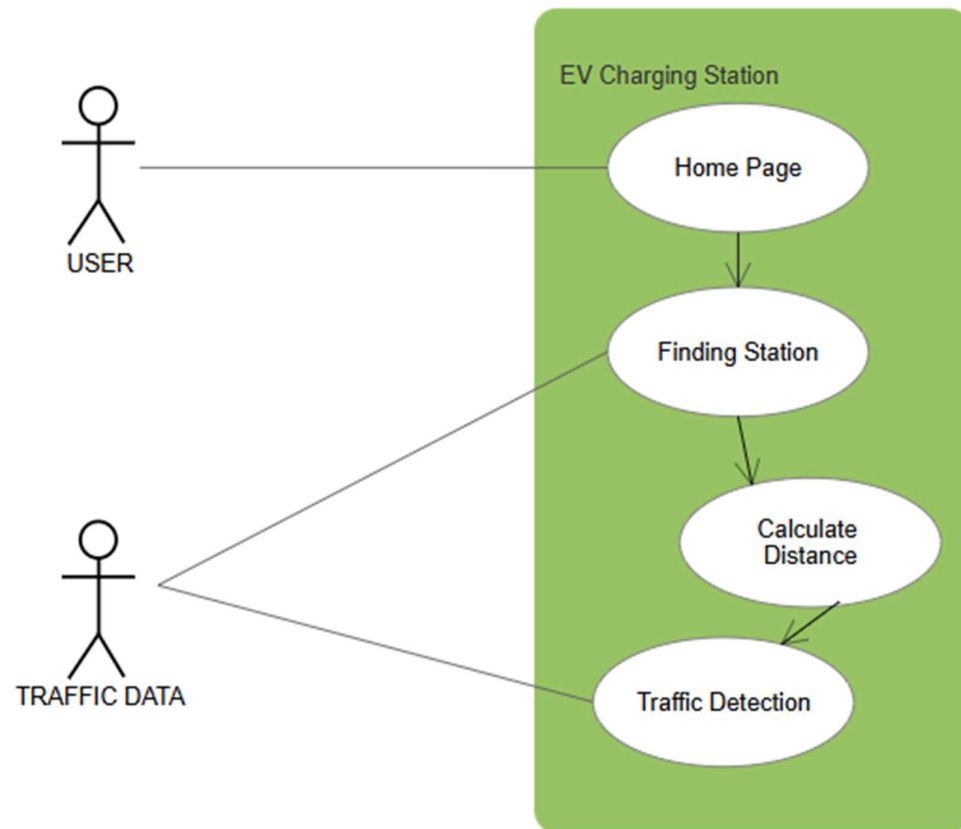 EV Charging Station
Home Page
USER
Finding Station
Calculate
Distance
TRAFFIC DATA
Traffic Detection